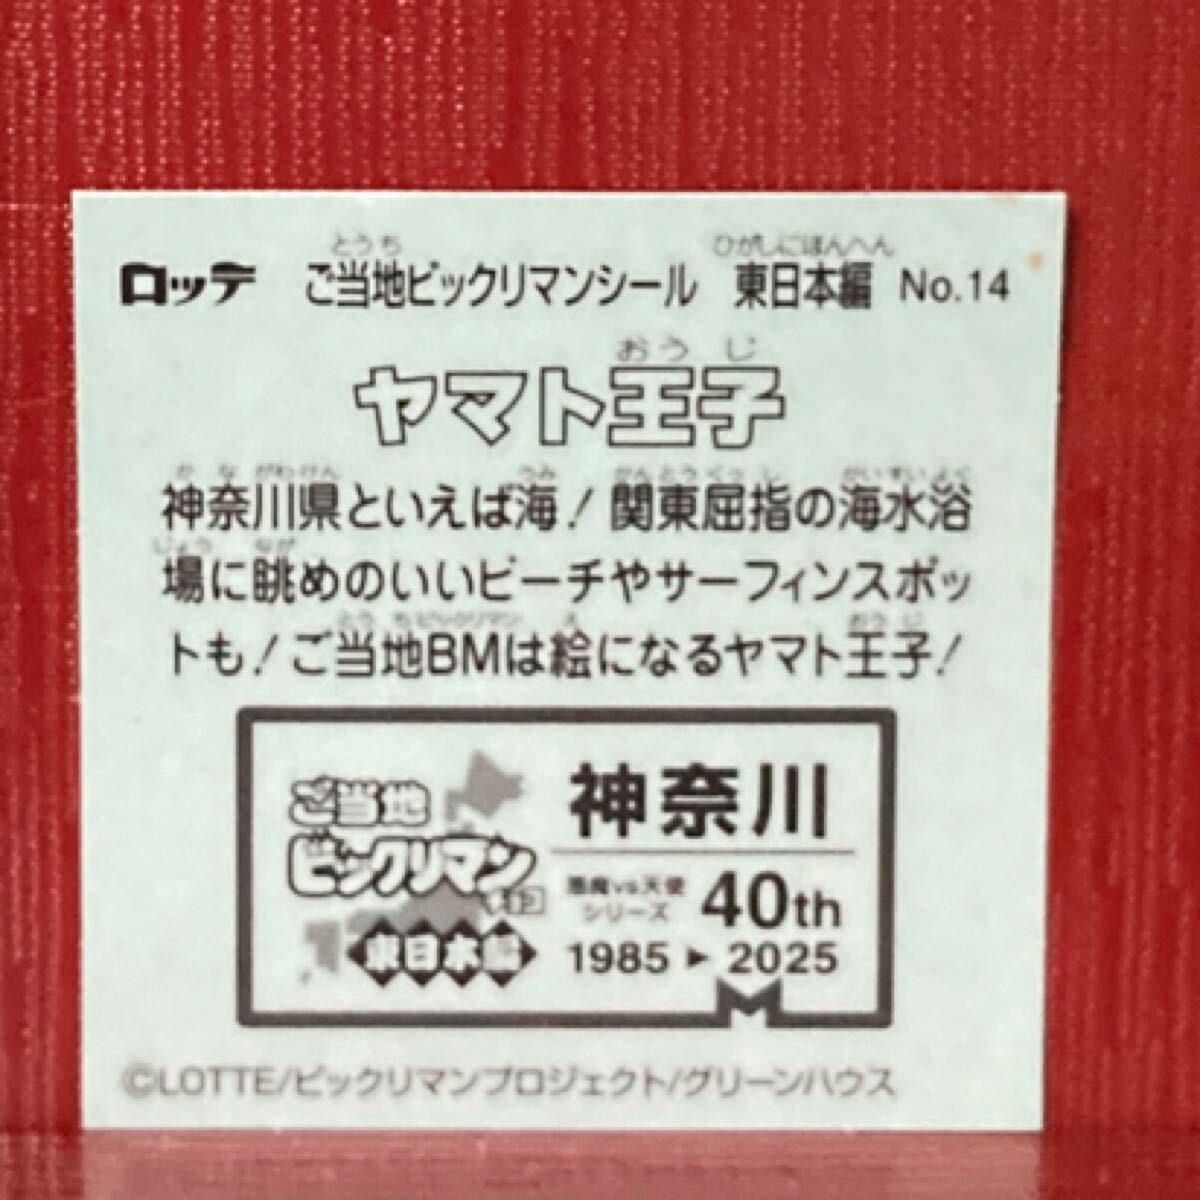 ロッテ ご当地ビックリマンシール 東日本編 No.14
ヤマト王子
神奈川県といえば海！関東屈指の海水浴
場に眺めのいいビーチやサーフィンスポッ
トも！ご当地BMは絵になるヤマト王子！
ご当地
ビックリマン
東日本編
神奈川
悪魔vs天使
シリーズ
40th
1985 ▶ 2025
©LOTTE/ビックリマンプロジェクト/グリーンハウス